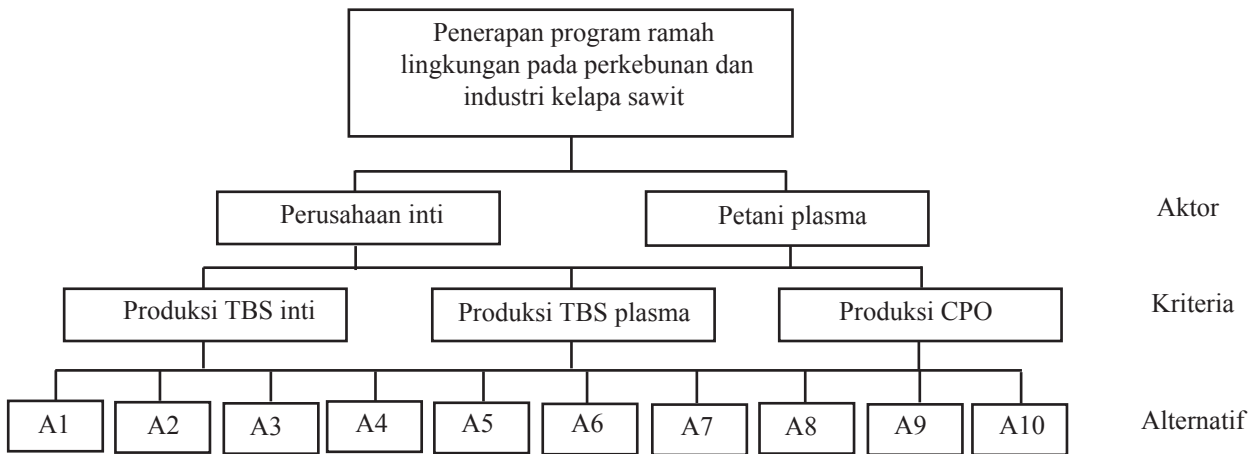 Penerapan program ramah
lingkungan pada perkebunan dan
industri kelapa sawit
Perusahaan inti
Petani plasma
Aktor
Produksi TBS inti
Produksi TBS plasma
Produksi CPO
Kriteria
A1
A2
A3
A4
A5
A6
A7
A8
A9
A10
Alternatif